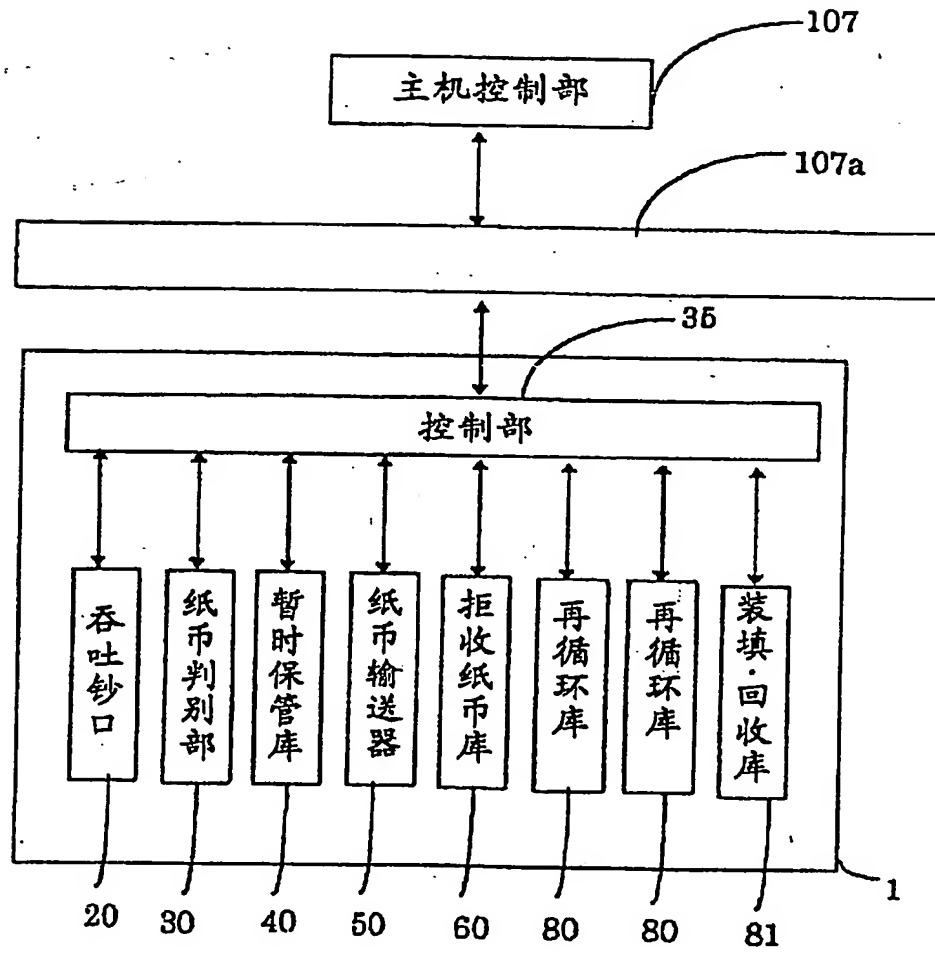 107
主机控制部
107a
35
控制部
吞吐钞口
纸币判别部
暂时保管库
纸币输送器
拒收纸币库
再循环库
再循环库
装填·回收库
1
20
30
40
50
60
80
80
81